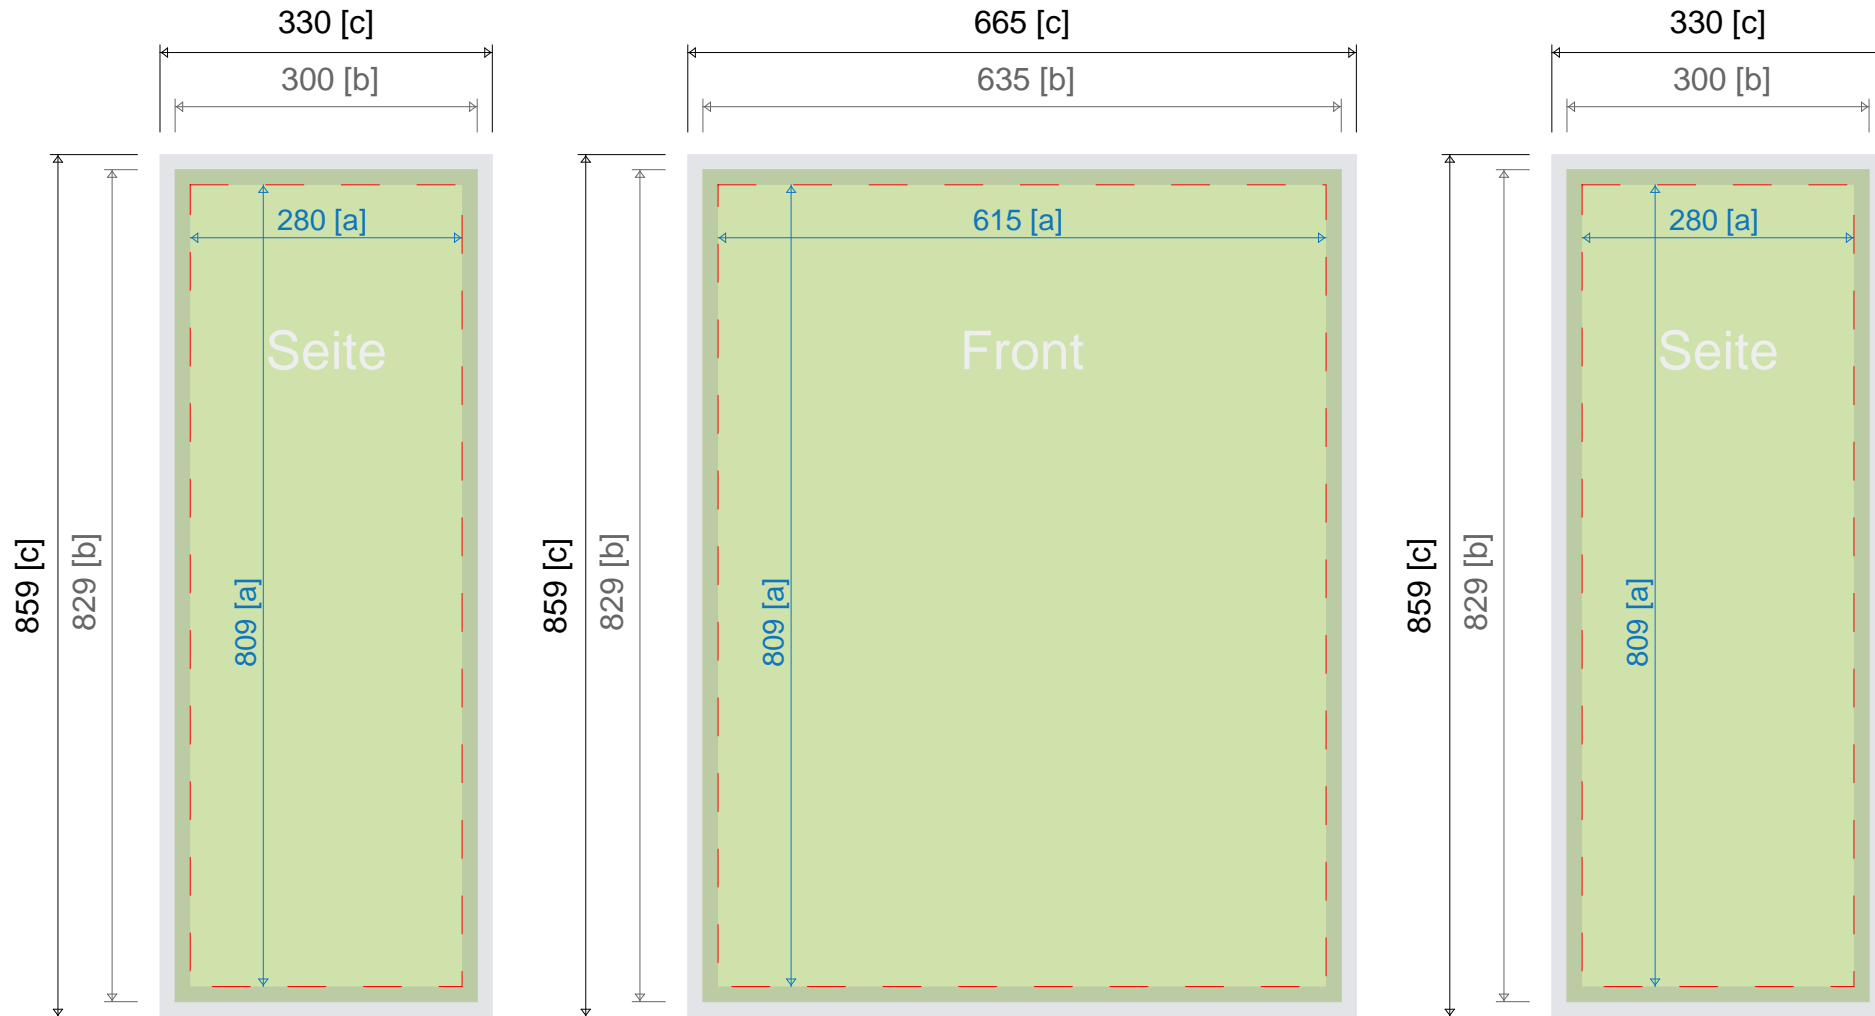 330 [c]
665 [c]
330 [c]
300 [b]
635 [b]
300 [b]
280 [a]
615 [a]
280 [a]
Seite
Front
Seite
859 [c]
829 [b]
809 [a]
859 [c]
829 [b]
809 [a]
859 [c]
829 [b]
809 [a]